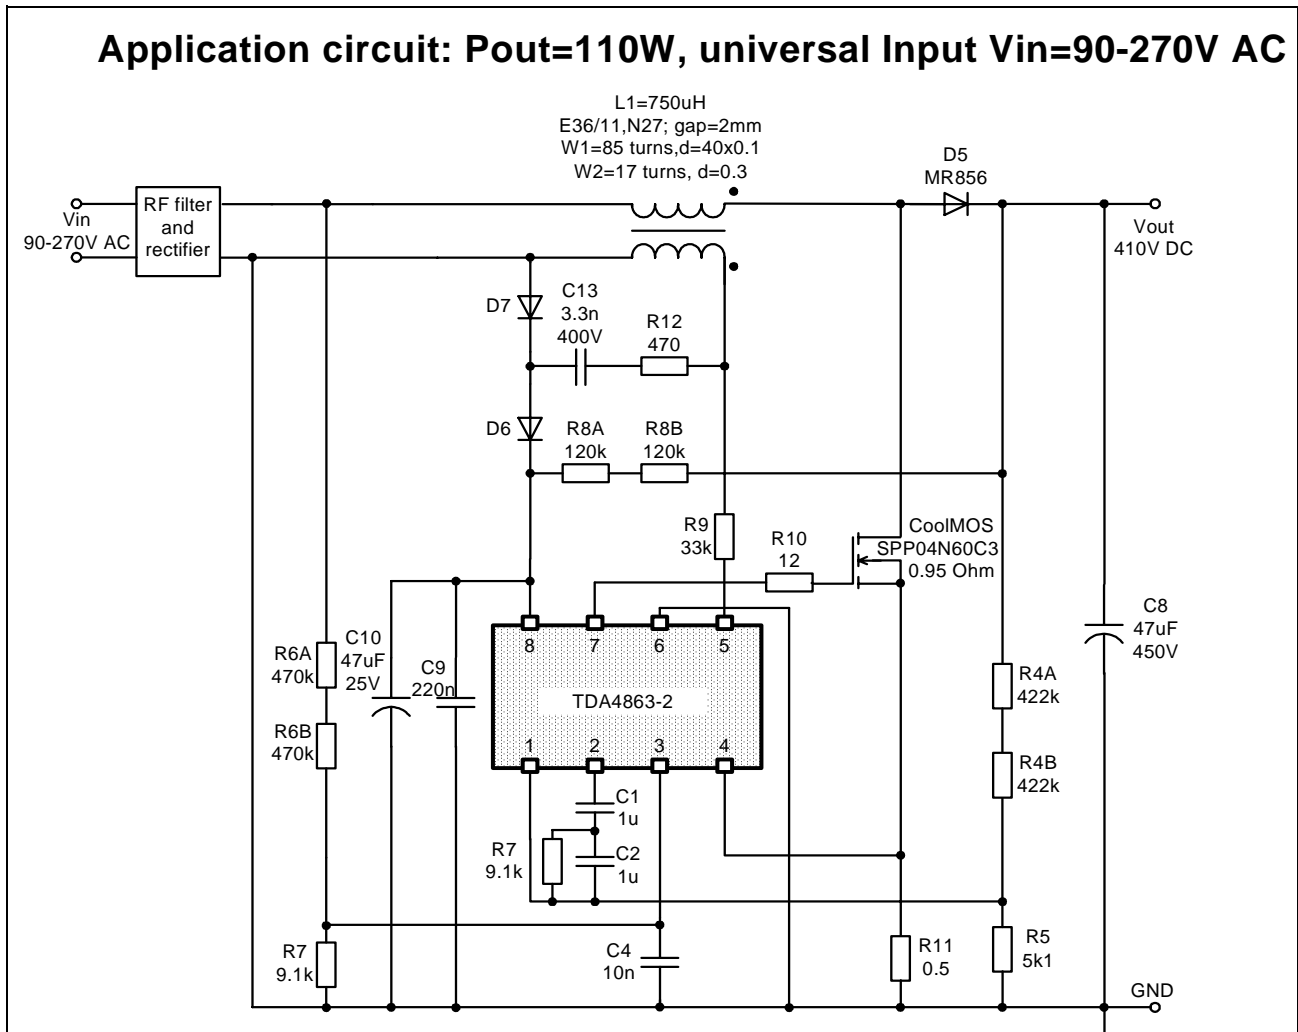 Application circuit: Pout=110W, universal Input Vin=90-270V AC
L1=750uH
E36/11,N27; gap=2mm
W1=85 turns,d=40x0.1
W2=17 turns, d=0.3
D5
MR856
RF filter
and
rectifier
Vin
90-270V AC
Vout
410V DC
D7
C13
3.3n
400V
R12
470
D6
R8A
120k
R8B
120k
R9
33k
R10
12
CoolMOS
SPP04N60C3
0.95 Ohm
C8
47uF
450V
8
7
6
5
R6A
470k
C10
47uF
25V
C9
220n
TDA4863-2
R4A
422k
R6B
470k
1
2
3
4
R4B
422k
C1
1u
R7
9.1k
C2
1u
R7
9.1k
C4
10n
R11
0.5
R5
5k1
GND